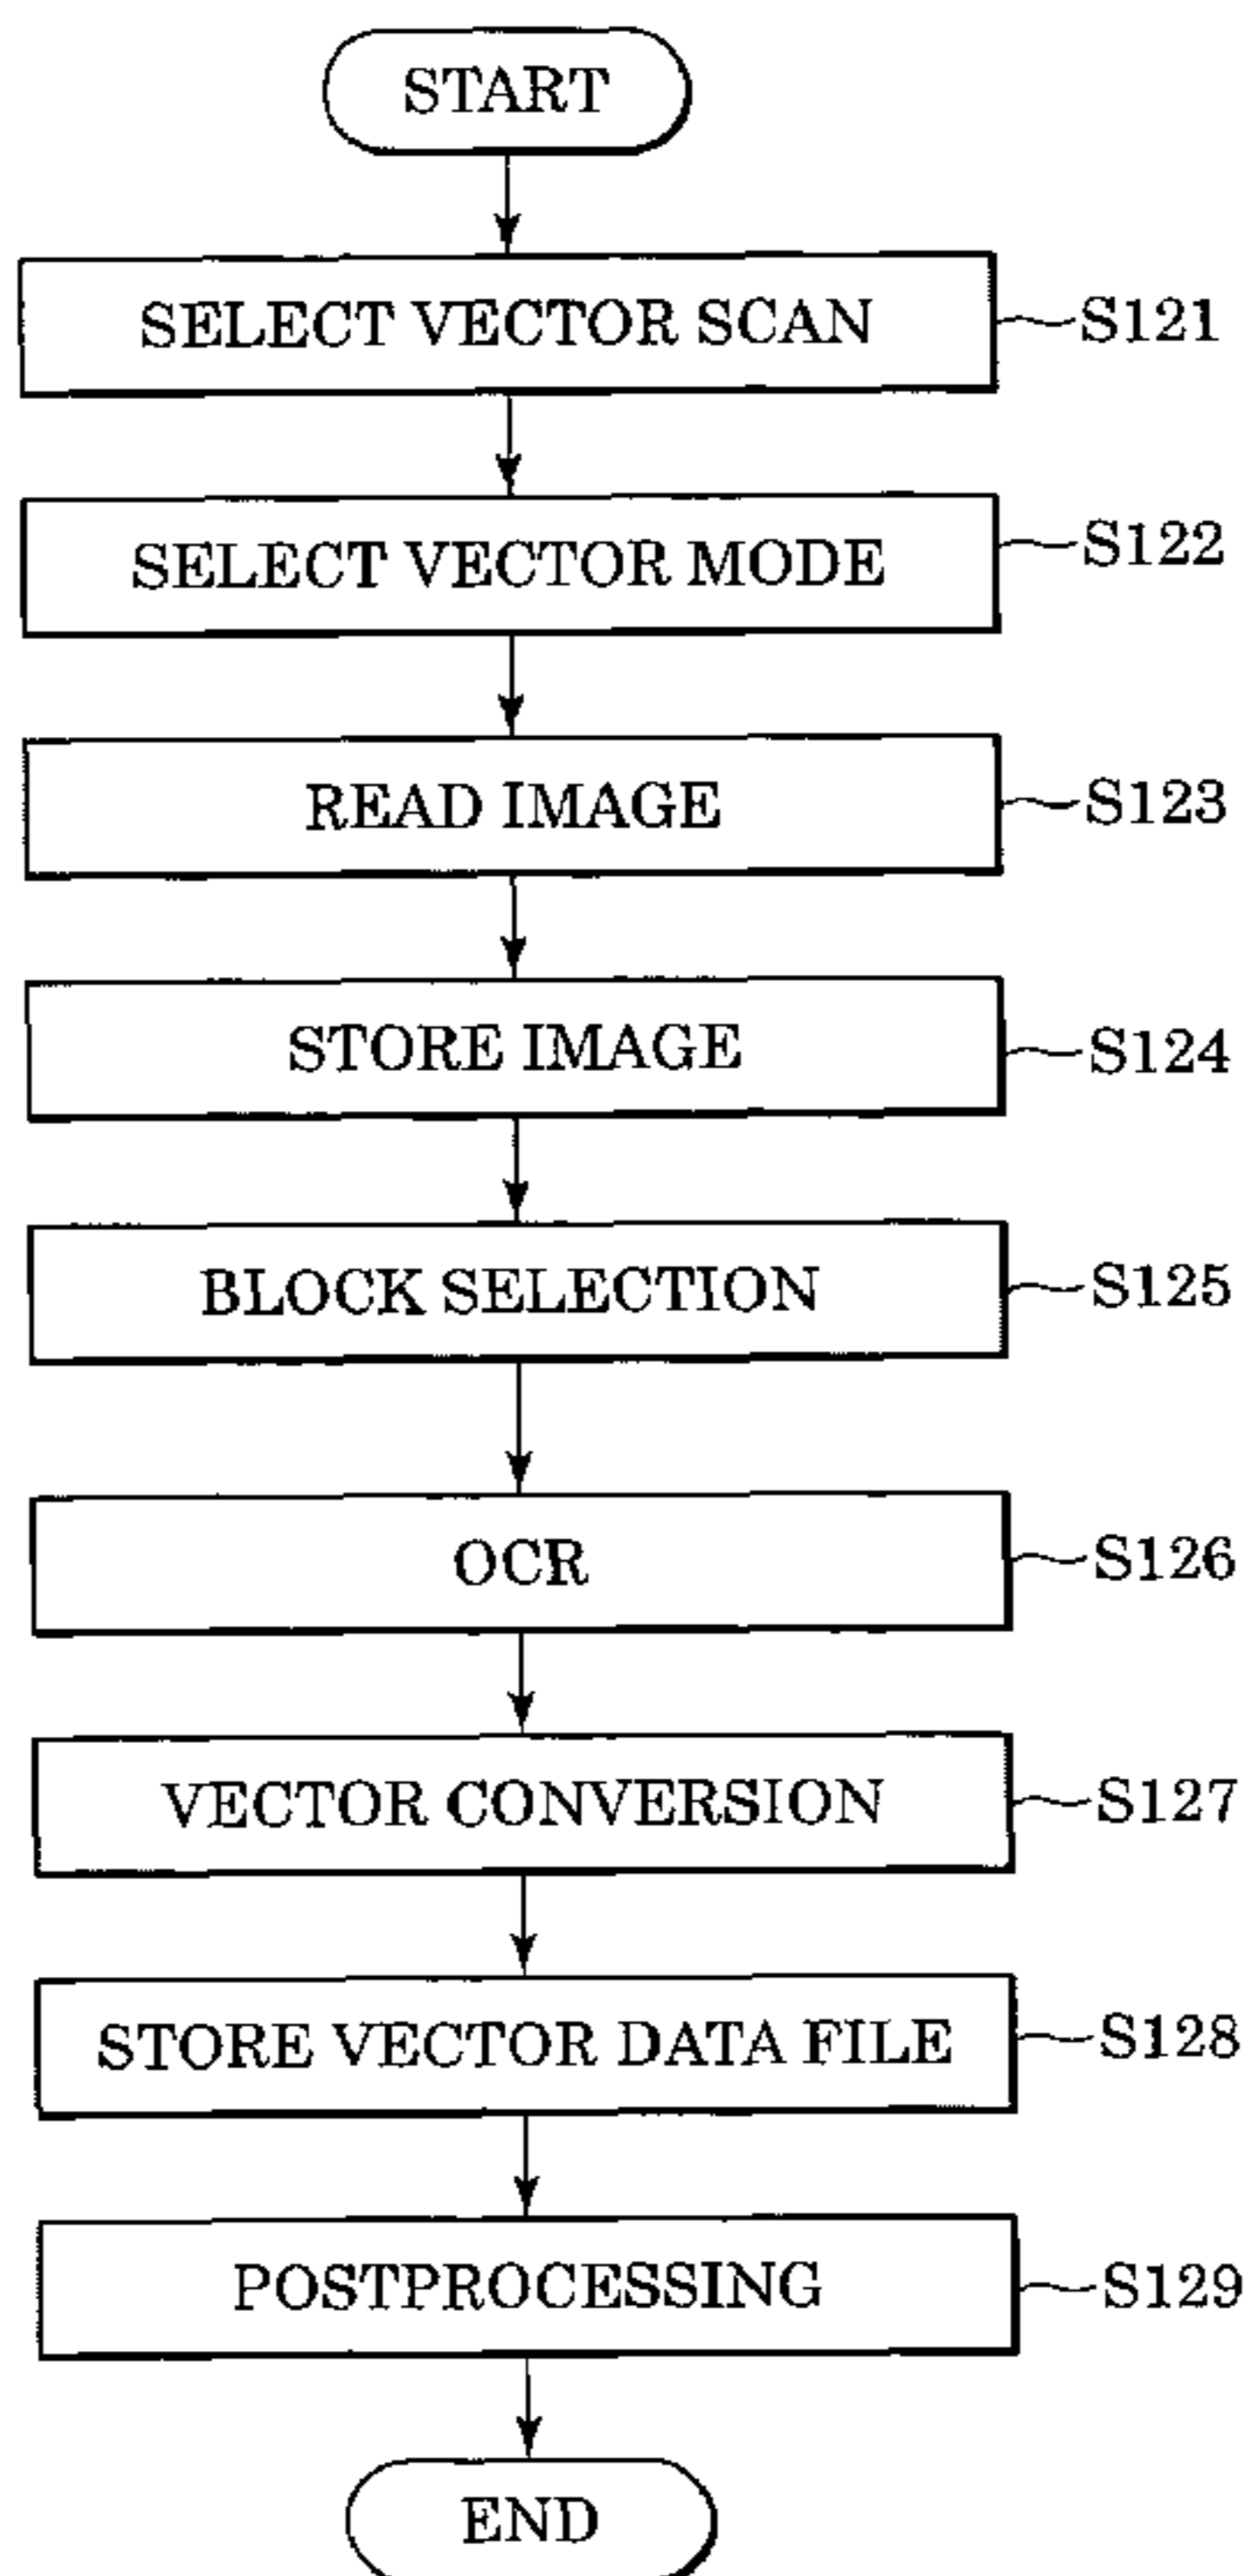 START
SELECT VECTOR SCAN S121
SELECT VECTOR MODE S122
READ IMAGE S123
STORE IMAGE S124
BLOCK SELECTION S125
OCR S126
VECTOR CONVERSION S127
STORE VECTOR DATA FILE S128
POSTPROCESSING S129
END